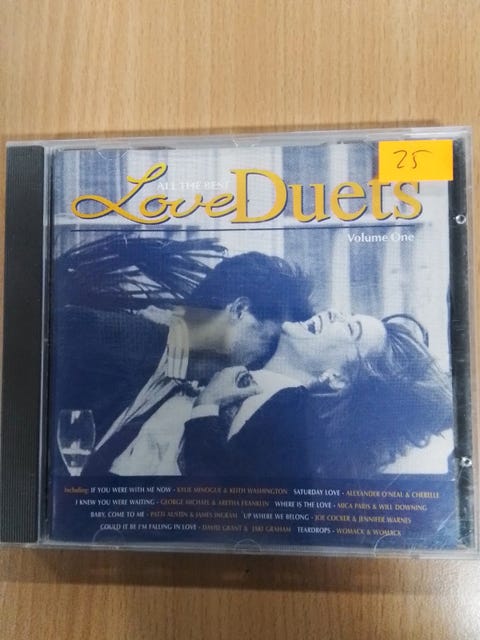 25
ALL THE BEST
Love Duets
Volume One
Including: IF YOU WERE WITH ME NOW - KYLIE MINOGUE & KEITH WASHINGTON SATURDAY LOVE - ALEXANDER O'NEAL & CHERELLE
I KNEW YOU WERE WAITING - GEORGE MICHAEL & ARETHA FRANKLIN WHERE IS THE LOVE - MICA PARIS & WILL DOWNING
BABY, COME TO ME - PATTI AUSTIN & JAMES INGRAM UP WHERE WE BELONG - JOE COCKER & JENNIFER WARNES
COULD IT BE I'M FALLING IN LOVE - DAVID GRANT & JAKI GRAHAM TEARDROPS - WOMACK & WOMACK